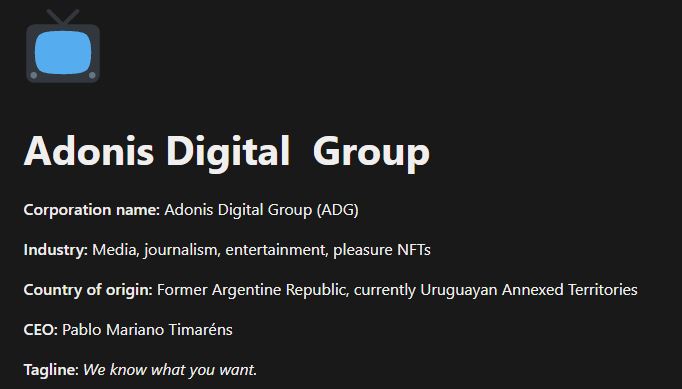 Adonis Digital  Group
Corporation name: Adonis Digital Group (ADG)
Industry: Media, journalism, entertainment, pleasure NFTs
Country of origin: Former Argentine Republic, currently Uruguayan Annexed Territories
CEO: Pablo Mariano Timaréns
Tagline: We know what you want.